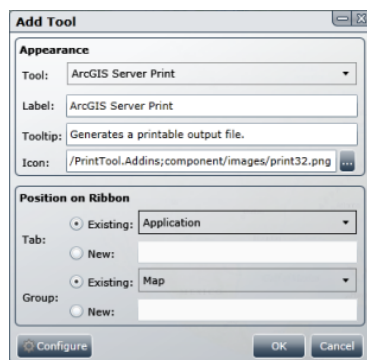 Add Tool
Appearance
Tool: ArcGIS Server Print
Label: ArcGIS Server Print
Tooltip: Generates a printable output file.
Icon: /PrintTool.Addins;component/images/print32.png ...
Position on Ribbon
Tab: Existing: Application
New:
Group: Existing: Map
New:
Configure OK Cancel